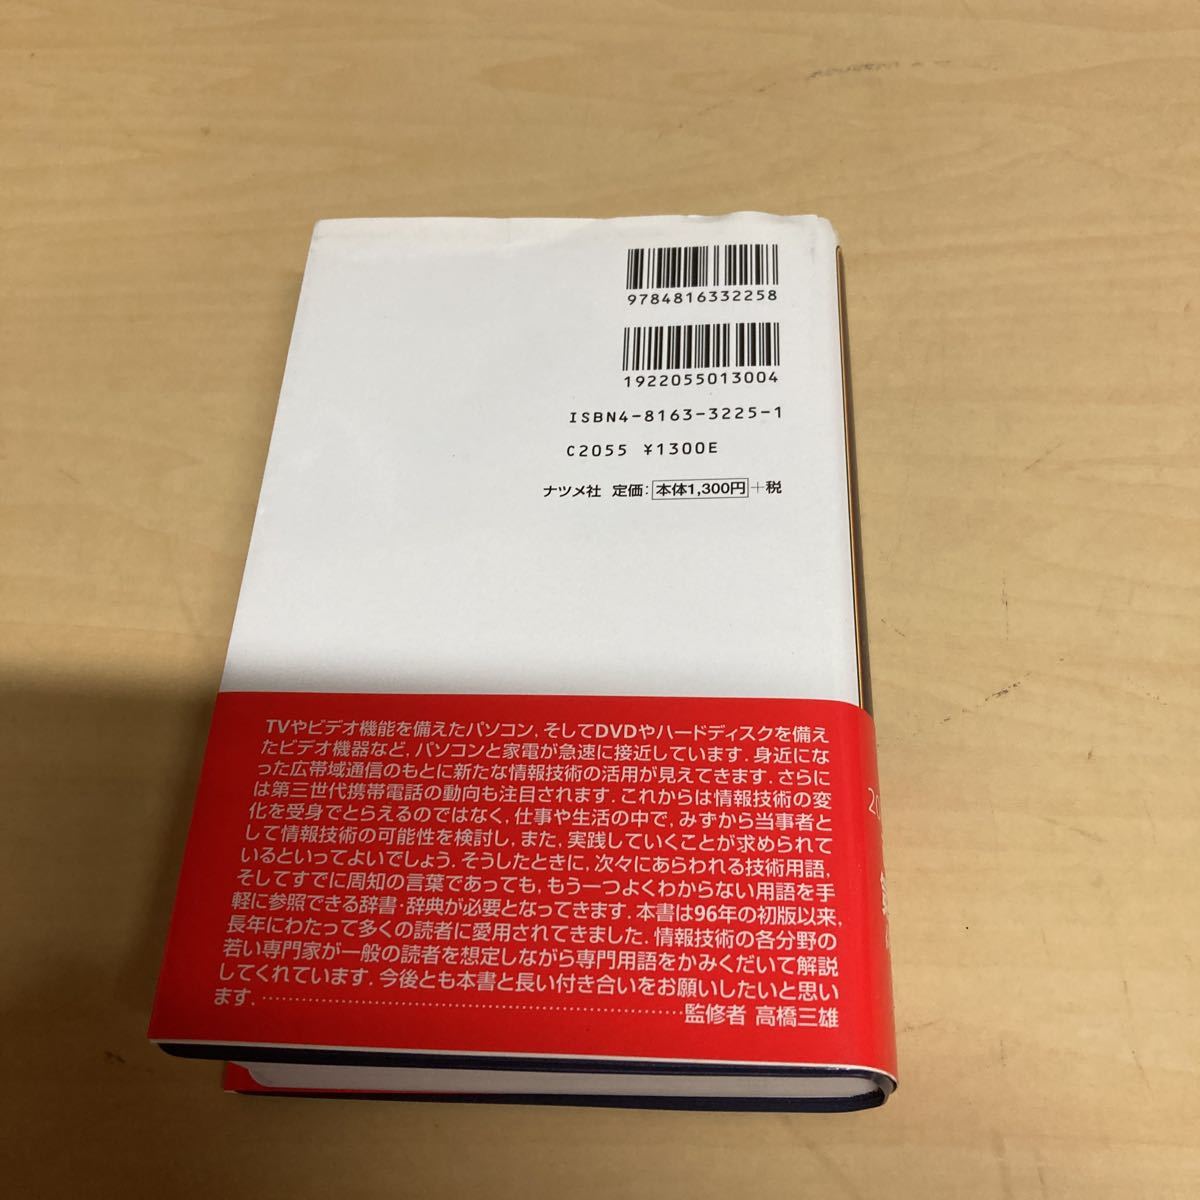 9784816332258
1922055013004
ISBN4-8163-3225-1
C2055 ¥1300E
ナツメ社 定価：本体1,300円＋税
TVやビデオ機能を備えたパソコン，そしてDVDやハードディスクを備え
たビデオ機器など，パソコンと家電が急速に接近しています．身近にな
った広帯域通信のもとに新たな情報技術の活用が見えてきます．さらに
は第三世代携帯電話の動向も注目されます．これからは情報技術の変
化を受身でとらえるのではなく，仕事や生活の中で，みずから当事者と
して情報技術の可能性を検討し，また，実践していくことが求められて
いるといってよいでしょう．そうしたときに，次々にあらわれる技術用語，
そしてすでに周知の言葉であっても，もう一つよくわからない用語を手
軽に参照できる辞書・辞典が必要となってきます．本書は96年の初版以来，
長年にわたって多くの読者に愛用されてきました．情報技術の各分野の
若い専門家が一般の読者を想定しながら専門用語をかみくだいて解説
してくれています．今後とも本書と長い付き合いをお願いしたいと思い
ます．……………………………………………………監修者 高橋三雄